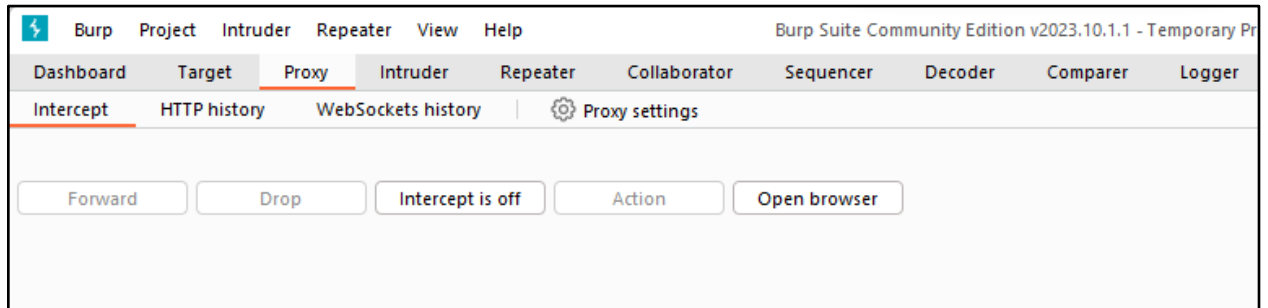 Burp Project Intruder Repeater View Help Burp Suite Community Edition v2023.10.1.1 - Temporary Pr
Dashboard Target Proxy Intruder Repeater Collaborator Sequencer Decoder Comparer Logger
Intercept HTTP history WebSockets history Proxy settings
Forward Drop Intercept is off Action Open browser